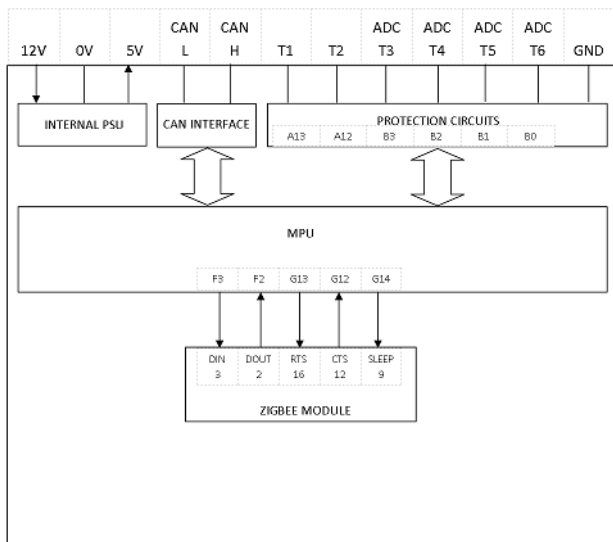 CAN CAN ADC ADC ADC ADC
12V 0V 5V L H T1 T2 T3 T4 T5 T6 GND
INTERNAL PSU CAN INTERFACE PROTECTION CIRCUITS
A13 A12 B3 B2 B1 B0
MPU
F3 F2 G13 G12 G14
DIN DOUT RTS CTS SLEEP
3 2 16 12 9
ZIGBEE MODULE